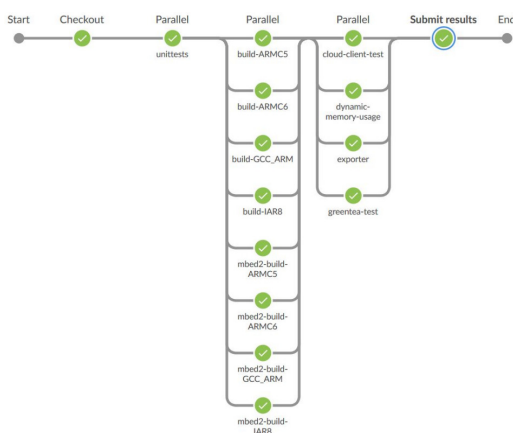 Start
Checkout
Parallel
Parallel
Parallel
Submit results
unittests
build-ARMC5
cloud-client-test
build-ARMC6
dynamic-
memory-usage
build-GCC_ARM
exporter
build-IAR8
greentea-test
mbed2-build-
ARMC5
mbed2-build-
ARMC6
mbed2-build-
GCC_ARM
mbed2-build-
IAR8